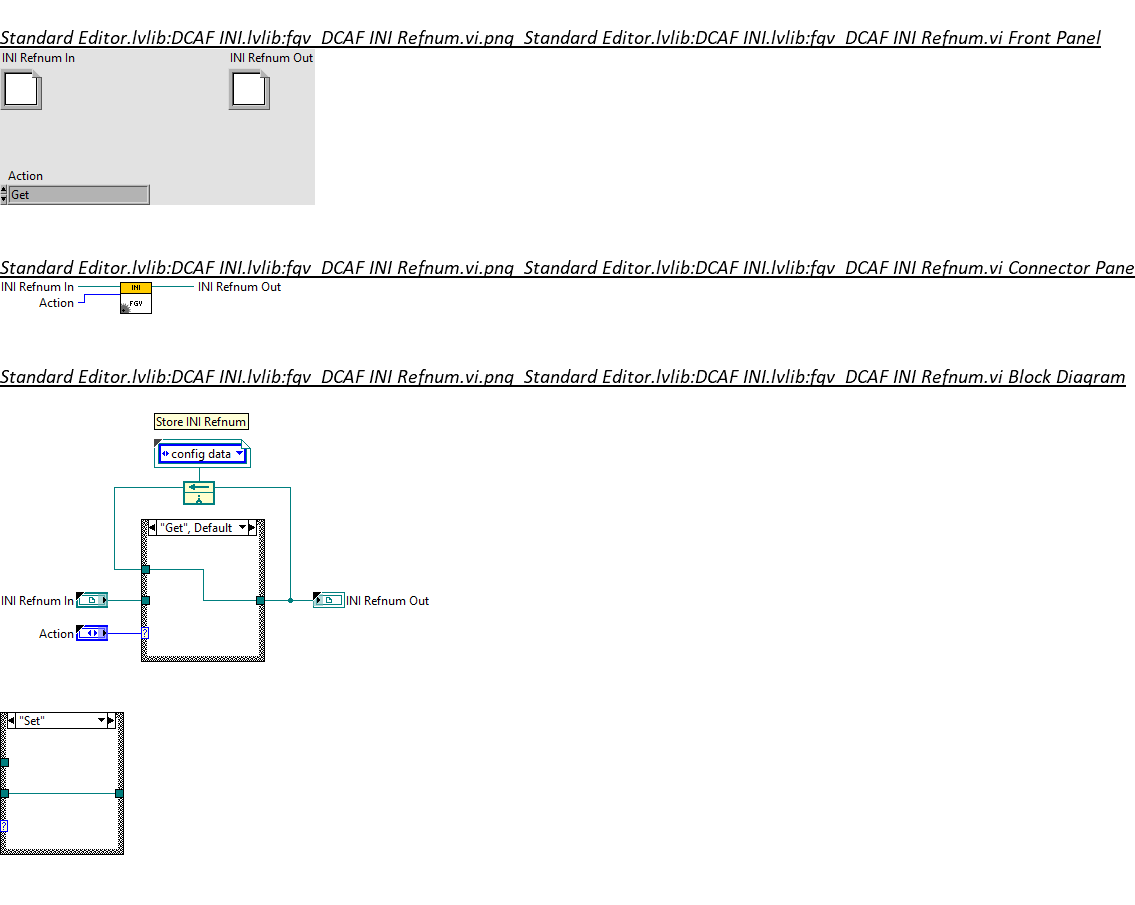 Standard Editor.lvlib:DCAF INI.lvlib:fgv_DCAF INI Refnum.vi.png_Standard Editor.lvlib:DCAF INI.lvlib:fgv_DCAF INI Refnum.vi Front Panel
INI Refnum In INI Refnum Out
Action
Get
Standard Editor.lvlib:DCAF INI.lvlib:fgv_DCAF INI Refnum.vi.png_Standard Editor.lvlib:DCAF INI.lvlib:fgv_DCAF INI Refnum.vi Connector Pane
INI Refnum In INI INI Refnum Out
Action FGV
Standard Editor.lvlib:DCAF INI.lvlib:fgv_DCAF INI Refnum.vi.png_Standard Editor.lvlib:DCAF INI.lvlib:fgv_DCAF INI Refnum.vi Block Diagram
Store INI Refnum
config data
"Get", Default
INI Refnum In INI Refnum Out
Action ?
"Set"
?